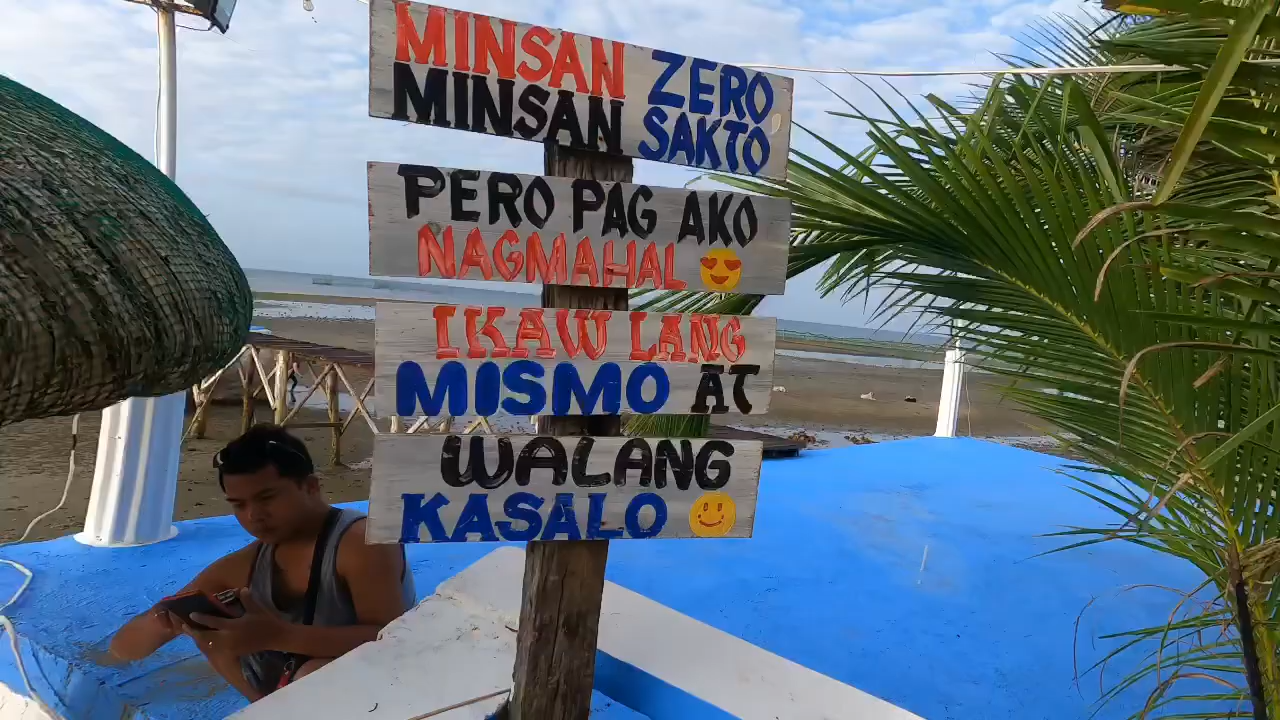 MINSAN ZERO
MINSAN SAKTO
PERO PAG AKO
NAGMAHAL
IKAW LANG
MISMO AT
WALANG
KASALO